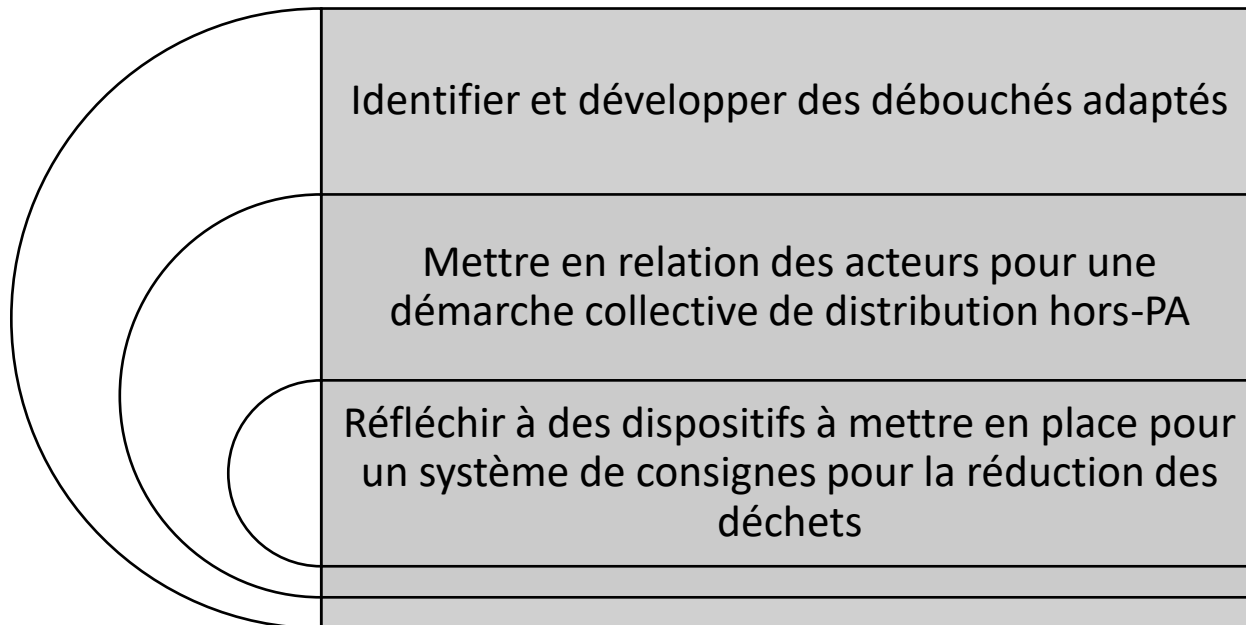 Identifier et développer des débouchés adaptés
Mettre en relation des acteurs pour une
démarche collective de distribution hors-PA
Réfléchir à des dispositifs à mettre en place pour
un système de consignes pour la réduction des
déchets